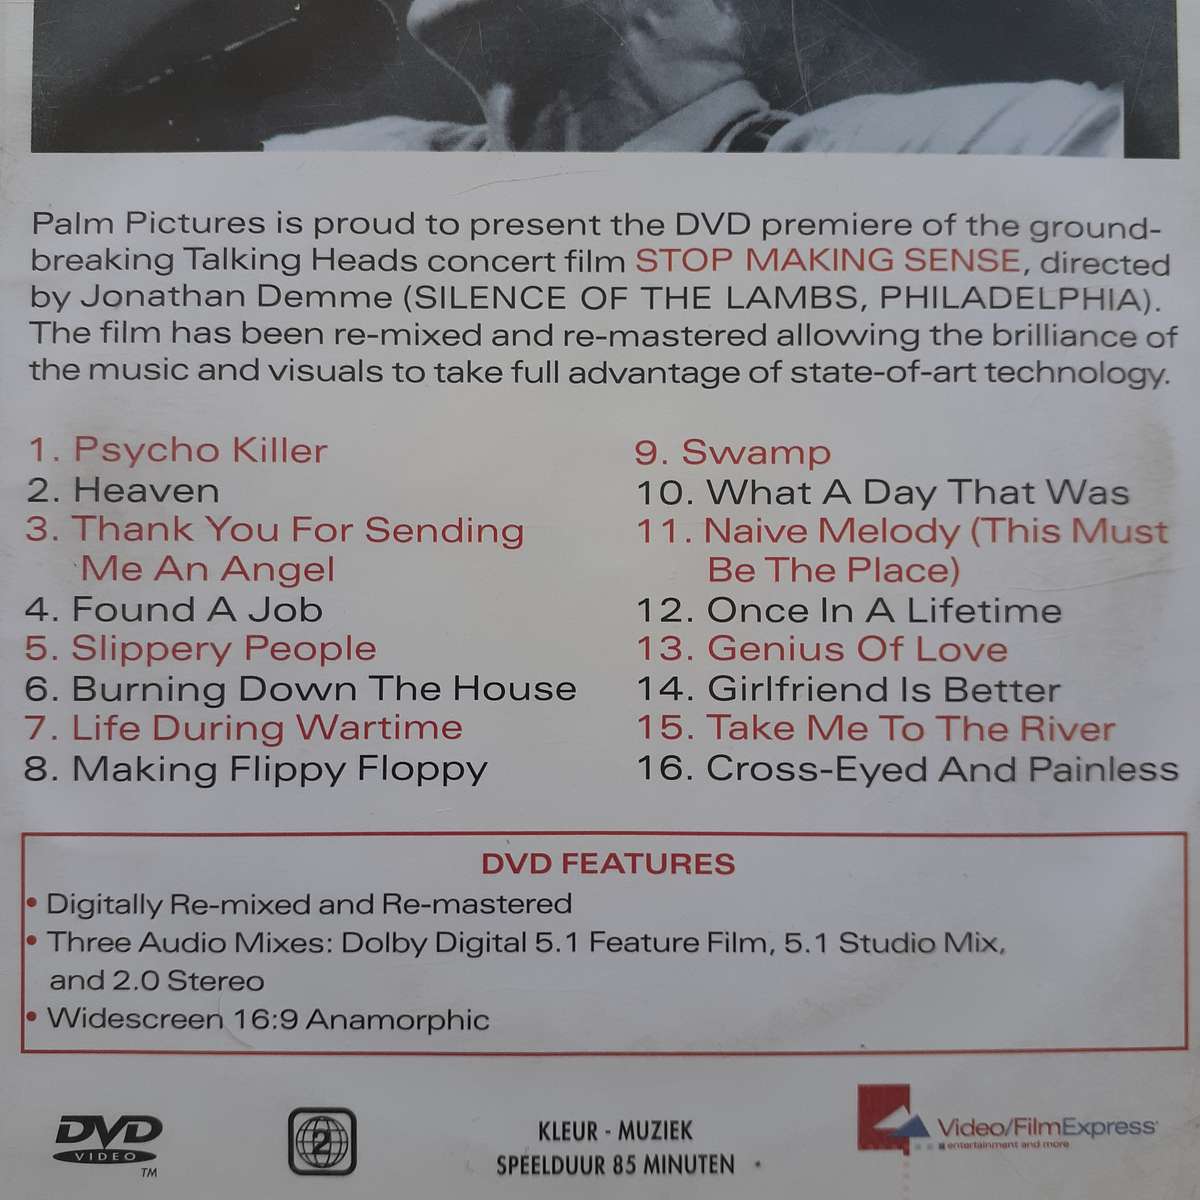 Palm Pictures is proud to present the DVD premiere of the ground-
breaking Talking Heads concert film STOP MAKING SENSE, directed
by Jonathan Demme (SILENCE OF THE LAMBS, PHILADELPHIA).
The film has been re-mixed and re-mastered allowing the brilliance of
the music and visuals to take full advantage of state-of-art technology.
1. Psycho Killer
2. Heaven
3. Thank You For Sending
Me An Angel
4. Found A Job
5. Slippery People
6. Burning Down The House
7. Life During Wartime
8. Making Flippy Floppy
9. Swamp
10. What A Day That Was
11. Naive Melody (This Must
Be The Place)
12. Once In A Lifetime
13. Genius Of Love
14. Girlfriend Is Better
15. Take Me To The River
16. Cross-Eyed And Painless
DVD FEATURES
• Digitally Re-mixed and Re-mastered
• Three Audio Mixes: Dolby Digital 5.1 Feature Film, 5.1 Studio Mix,
and 2.0 Stereo
• Widescreen 16:9 Anamorphic
DVD
VIDEO
TM
2
KLEUR - MUZIEK
SPEELDUUR 85 MINUTEN
Video/FilmExpress
entertainment and more